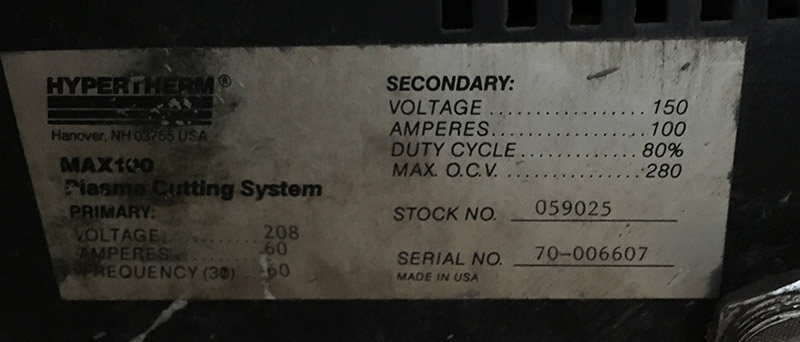 HYPERTHERM®
Hanover, NH 03755 USA
MAX100
Plasma Cutting System
PRIMARY:
VOLTAGE..........208
AMPERES..........60
FREQUENCY (3Φ)...60
SECONDARY:
VOLTAGE....................150
AMPERES..................100
DUTY CYCLE.............80%
MAX. O.C.V.................280
STOCK NO. 059025
SERIAL NO. 70-006607
MADE IN USA